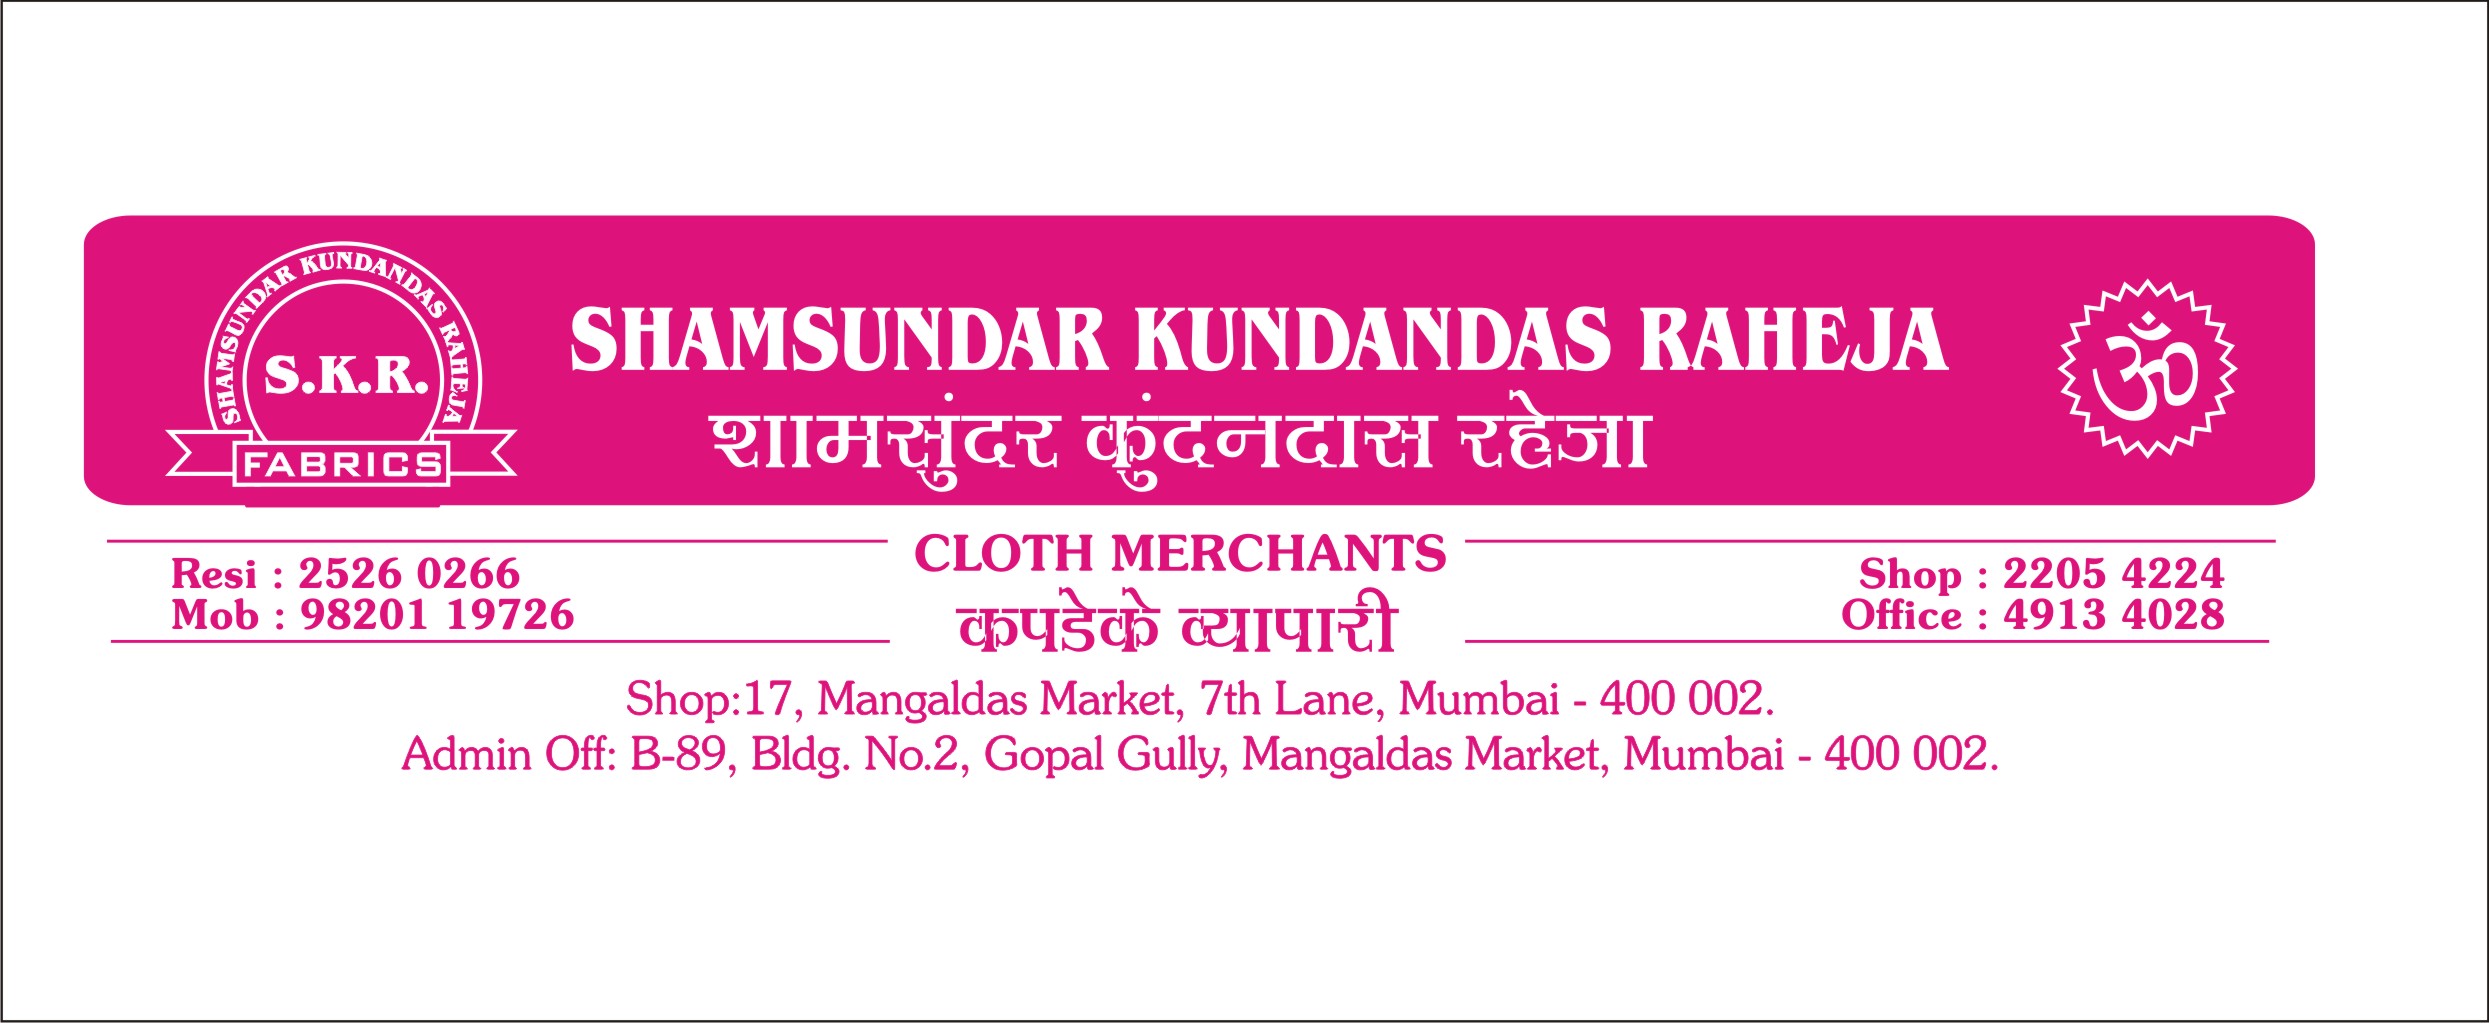 SHAMSUNDAR KUNDANDAS RAHEJA
S.K.R.
FABRICS
SHAMSUNDAR KUNDANDAS RAHEJA
शामसुंदर कुंदनदास रहेजा
ॐ
CLOTH MERCHANTS
कपडेके व्यापारी
Resi : 2526 0266
Mob : 98201 19726
Shop : 2205 4224
Office : 4913 4028
Shop:17, Mangaldas Market, 7th Lane, Mumbai - 400 002.
Admin Off: B-89, Bldg. No.2, Gopal Gully, Mangaldas Market, Mumbai - 400 002.